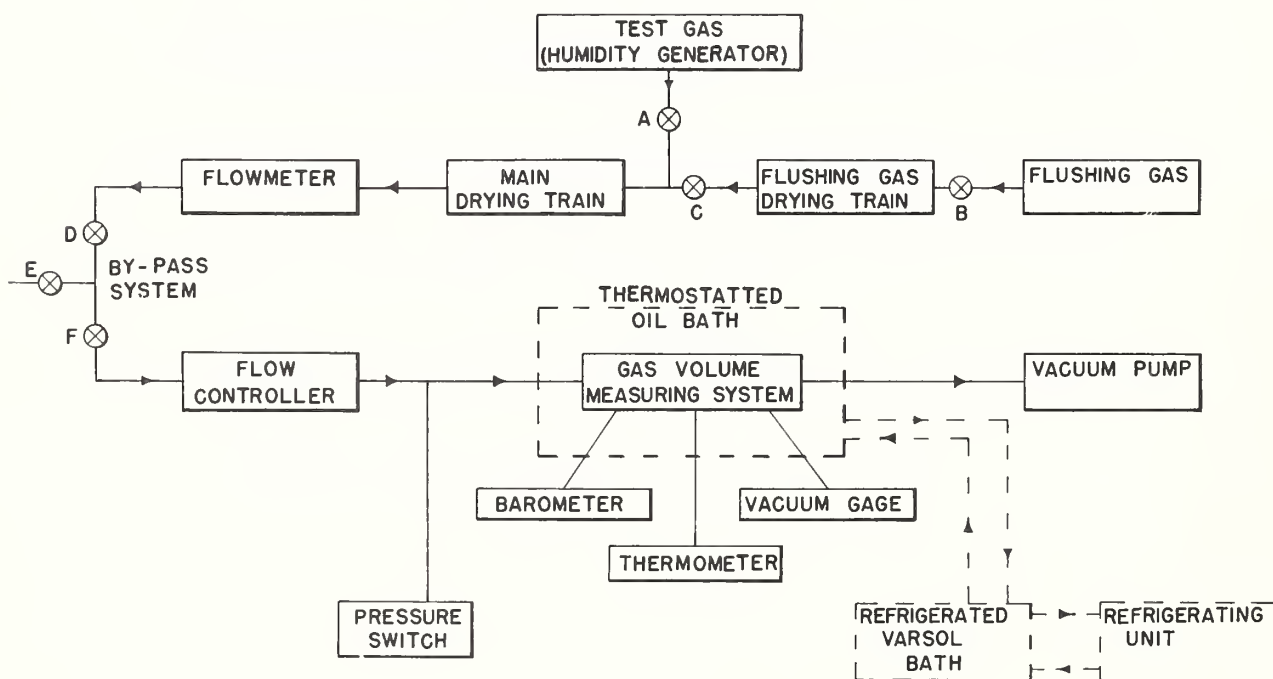 TEST GAS
(HUMIDITY GENERATOR)
A
FLOWMETER
MAIN
DRYING TRAIN
C
FLUSHING GAS
DRYING TRAIN
B
FLUSHING GAS
D
E
BY-PASS
SYSTEM
F
THERMOSTATTED
OIL BATH
FLOW
CONTROLLER
GAS VOLUME
MEASURING SYSTEM
VACUUM PUMP
BAROMETER
VACUUM GAGE
THERMOMETER
PRESSURE
SWITCH
REFRIGERATED
VARSOL
BATH
REFRIGERATING
UNIT